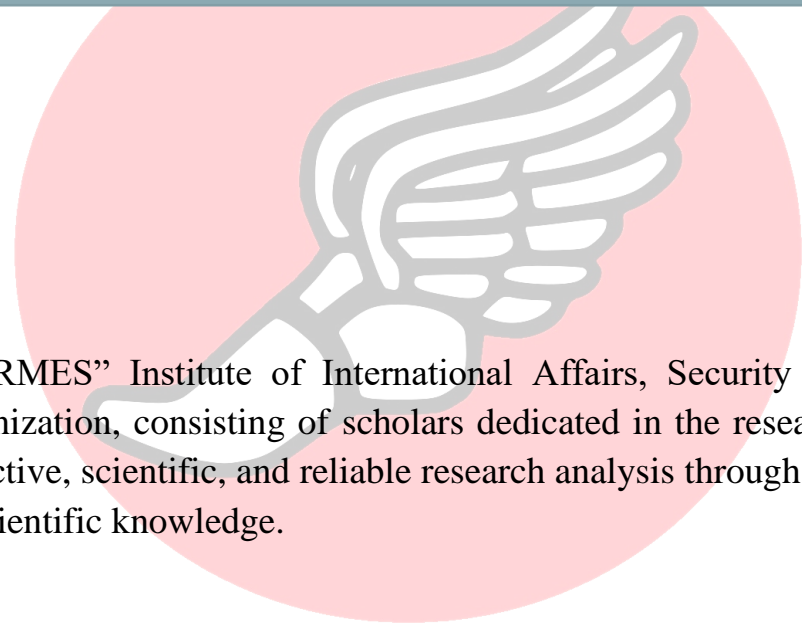 RMES” Institute of International Affairs, Security
nization, consisting of scholars dedicated in the resea
ctive, scientific, and reliable research analysis through
ientific knowledge.